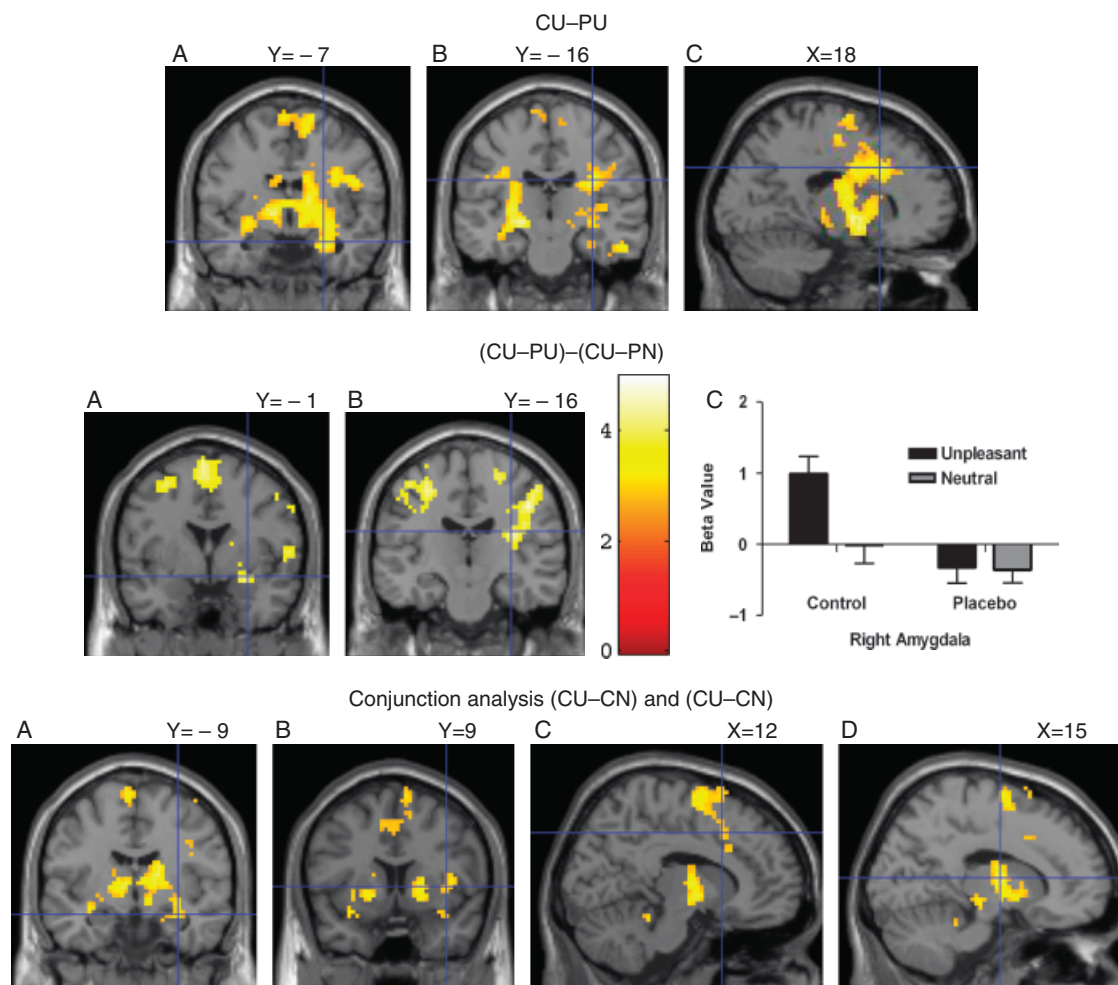 CU–PU
A Y= – 7 B Y= – 16 C X=18
(CU–PU)–(CU–PN)
A Y= – 1 B Y= – 16 C
4
2
0
2
1
0
–1
Beta Value
Unpleasant
Neutral
Control Placebo
Right Amygdala
Conjunction analysis (CU–CN) and (CU–CN)
A Y= – 9 B Y=9 C X=12 D X=15